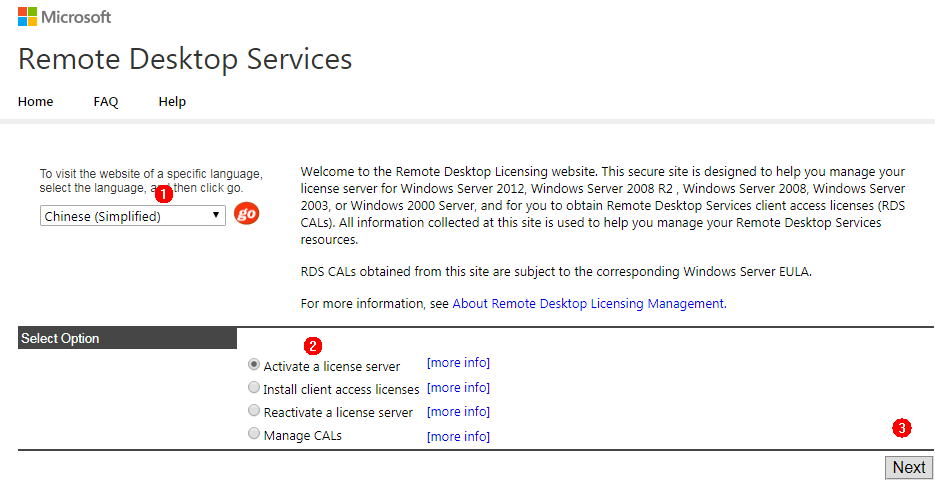 Microsoft
Remote Desktop Services
Home FAQ Help
To visit the website of a specific language,
select the language, and then click go.
1
Chinese (Simplified) ▼ go
Welcome to the Remote Desktop Licensing website. This secure site is designed to help you manage your
license server for Windows Server 2012, Windows Server 2008 R2 , Windows Server 2008, Windows Server
2003, or Windows 2000 Server, and for you to obtain Remote Desktop Services client access licenses (RDS
CALs). All information collected at this site is used to help you manage your Remote Desktop Services
resources.
RDS CALs obtained from this site are subject to the corresponding Windows Server EULA.
For more information, see About Remote Desktop Licensing Management.
Select Option
2
Activate a license server [more info]
Install client access licenses [more info]
Reactivate a license server [more info]
Manage CALs [more info]
3
Next